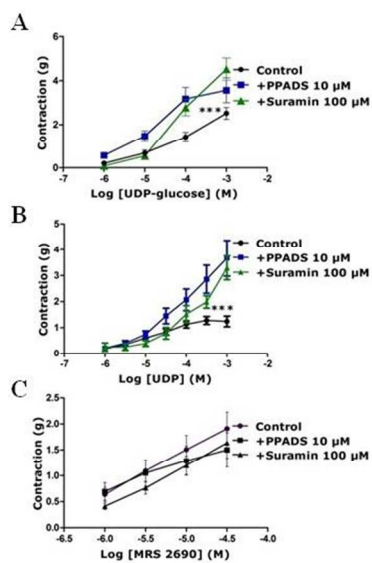 A
Contraction (g)
6
4
2
0
-7 -6 -5 -4 -3 -2
Log [UDP-glucose] (M)
***
Control
+PPADS 10 µM
+Suramin 100 µM
B
Contraction (g)
5
4
3
2
1
0
-7 -6 -5 -4 -3 -2
Log [UDP] (M)
***
Control
+PPADS 10 µM
+Suramin 100 µM
C
Contraction (g)
2.5
2.0
1.5
1.0
0.5
0.0
-6.5 -6.0 -5.5 -5.0 -4.5 -4.0
Log [MRS 2690] (M)
Control
+PPADS 10 µM
+Suramin 100 µM